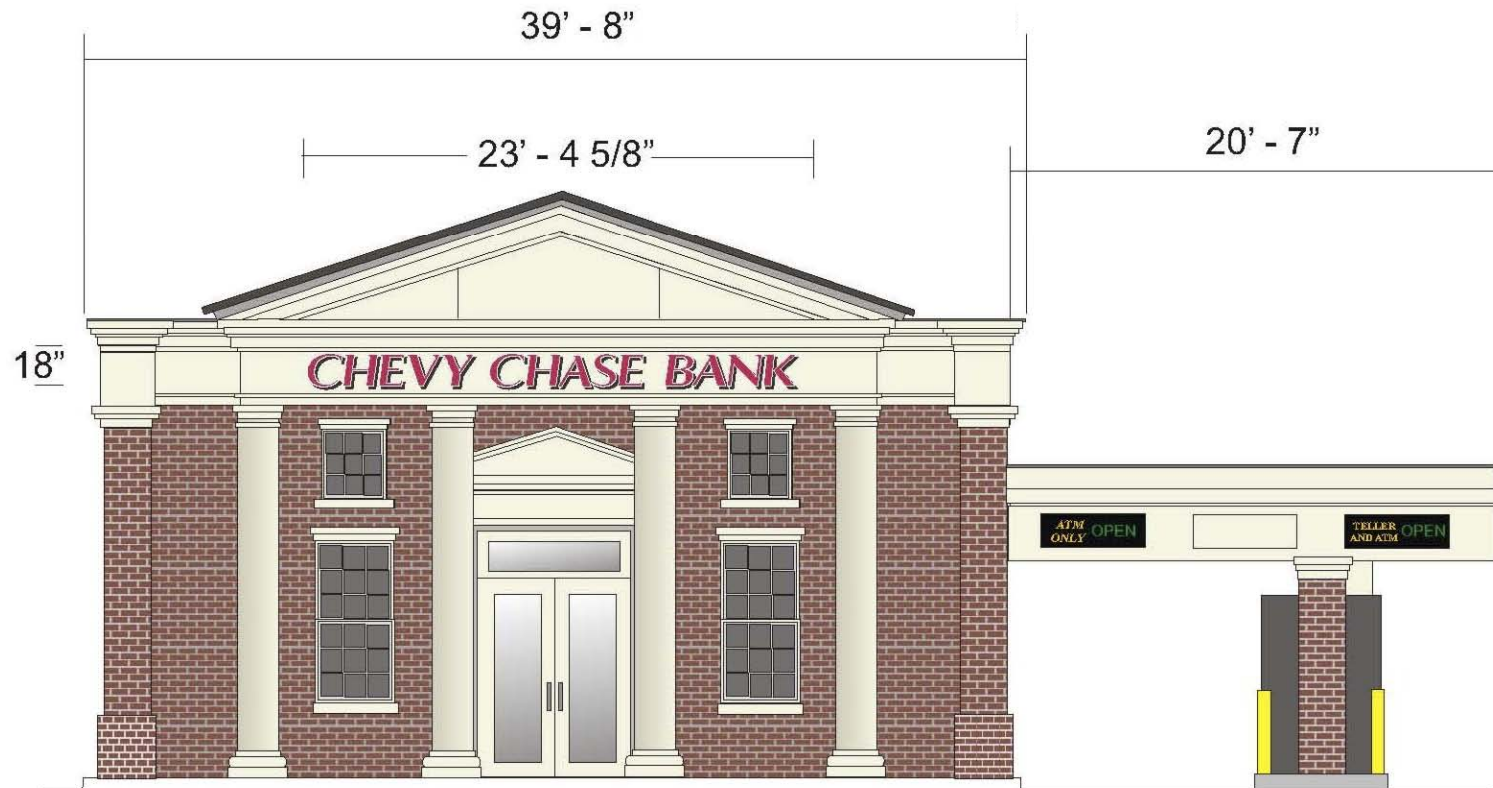 39’ - 8”
23’ - 4 5/8”
20’ - 7”
18”
CHEVY CHASE BANK
ATM
ONLY OPEN
TELLER
AND ATM OPEN